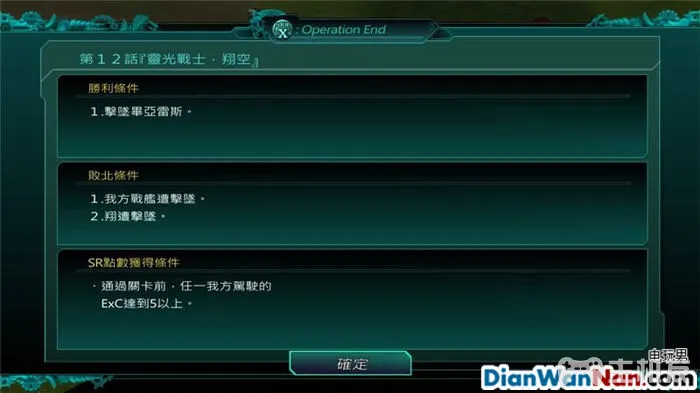 X : Operation End
第12話『靈光戰士．翔空』
勝利條件
1.擊墜畢亞雷斯。
敗北條件
1.我方戰艦遭擊墜。
2.翔遭擊墜。
SR點數獲得條件
．通過關卡前，任一我方駕駛的
ExC達到5以上。
確定
电玩男
DianWanNan.com